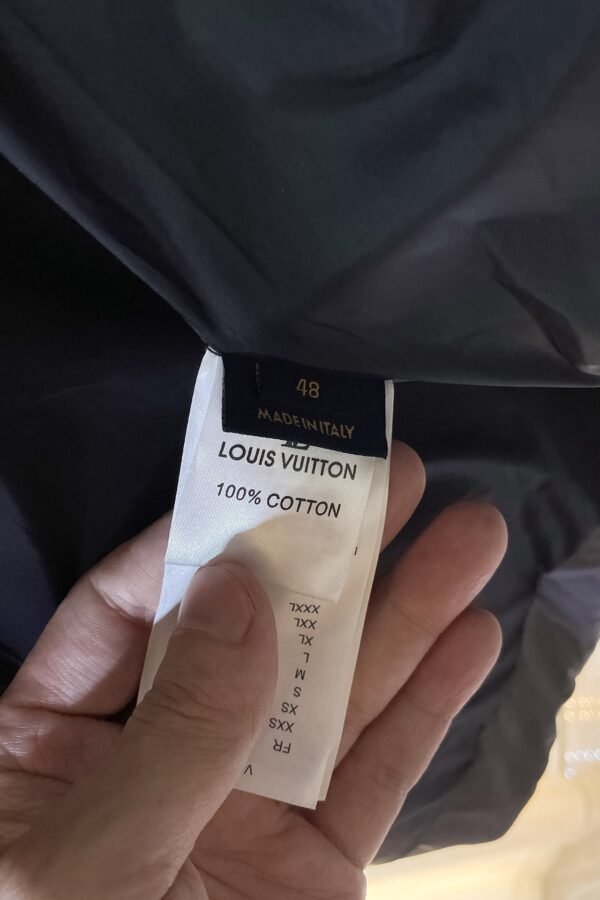 48
MADE IN ITALY
LOUIS VUITTON
100% COTTON
XXXL
XXL
XL
L
M
S
XS
XXS
FR
V